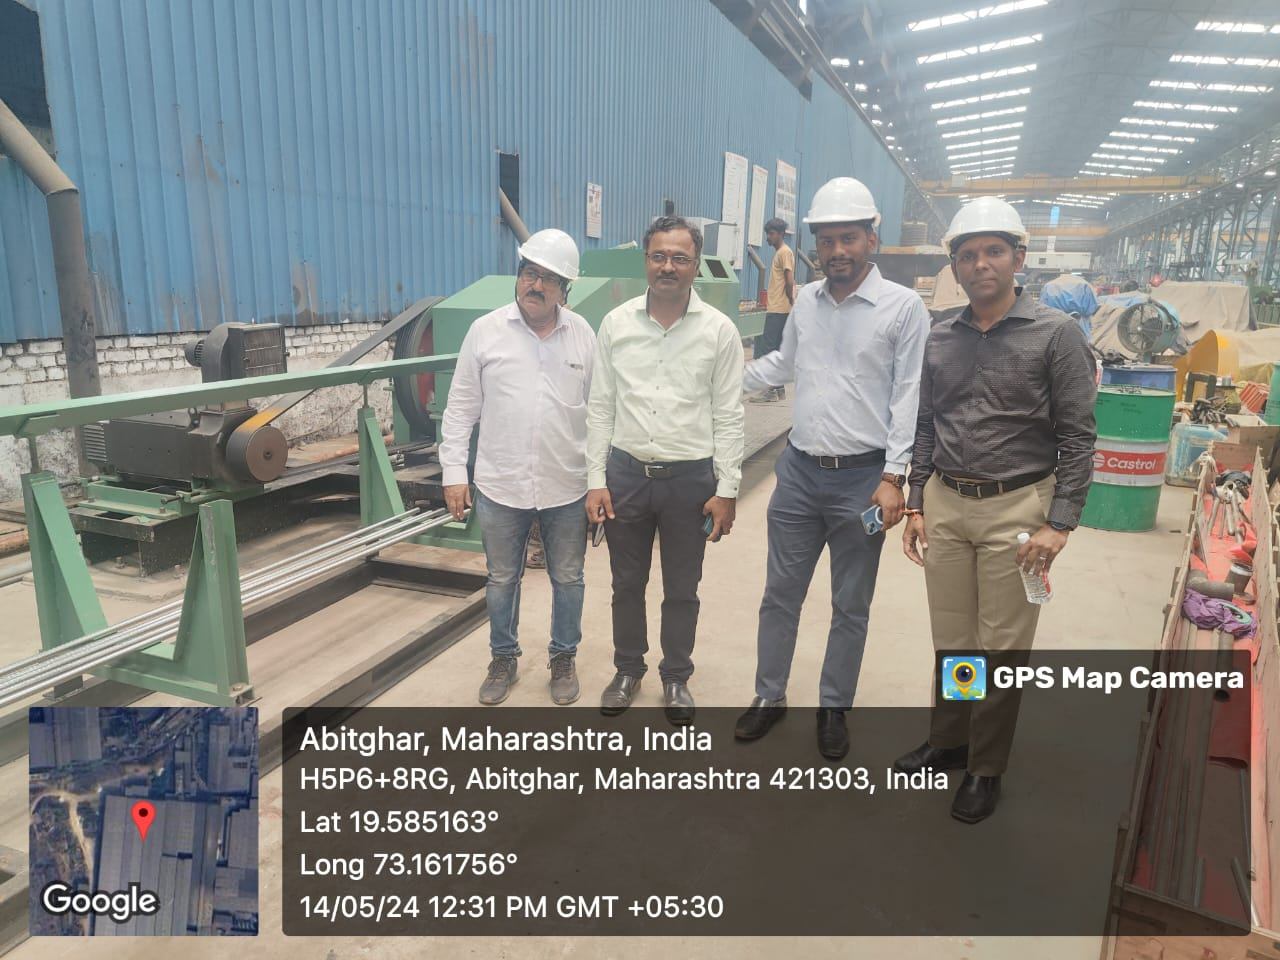 Castrol
GPS Map Camera
Abitghar, Maharashtra, India
H5P6+8RG, Abitghar, Maharashtra 421303, India
Lat 19.585163°
Long 73.161756°
14/05/24 12:31 PM GMT +05:30
Google